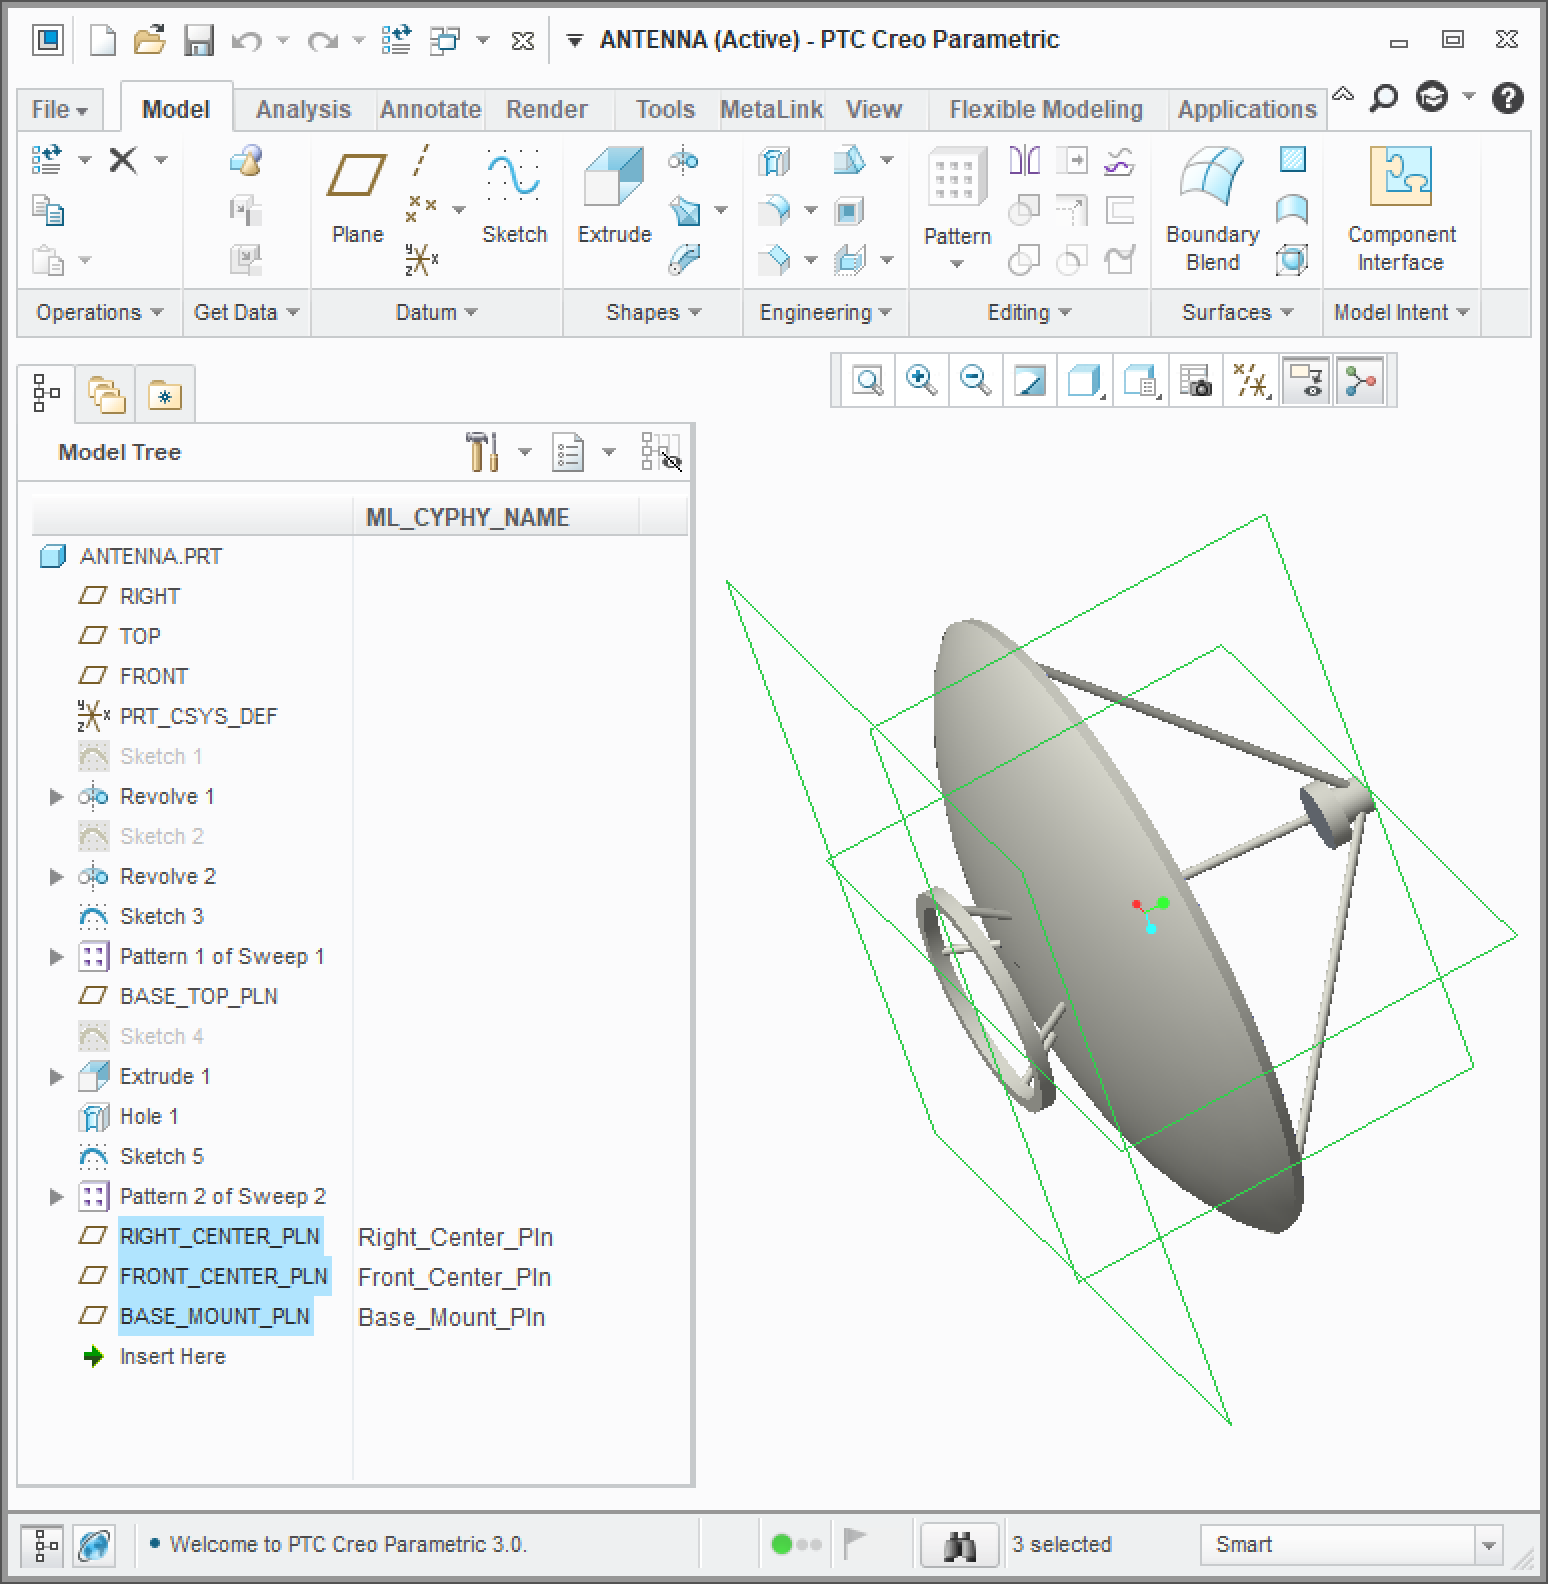 ANTENNA (Active) - PTC Creo Parametric
File Model Analysis Annotate Render Tools MetaLink View Flexible Modeling Applications
Plane Sketch Extrude Pattern Boundary Blend Component Interface
Operations Get Data Datum Shapes Engineering Editing Surfaces Model Intent
Model Tree
ML_CYPHY_NAME
ANTENNA.PRT
RIGHT
TOP
FRONT
PRT_CSYS_DEF
Sketch 1
Revolve 1
Sketch 2
Revolve 2
Sketch 3
Pattern 1 of Sweep 1
BASE_TOP_PLN
Sketch 4
Extrude 1
Hole 1
Sketch 5
Pattern 2 of Sweep 2
RIGHT_CENTER_PLN Right_Center_Pln
FRONT_CENTER_PLN Front_Center_Pln
BASE_MOUNT_PLN Base_Mount_Pln
Insert Here
• Welcome to PTC Creo Parametric 3.0. 3 selected Smart